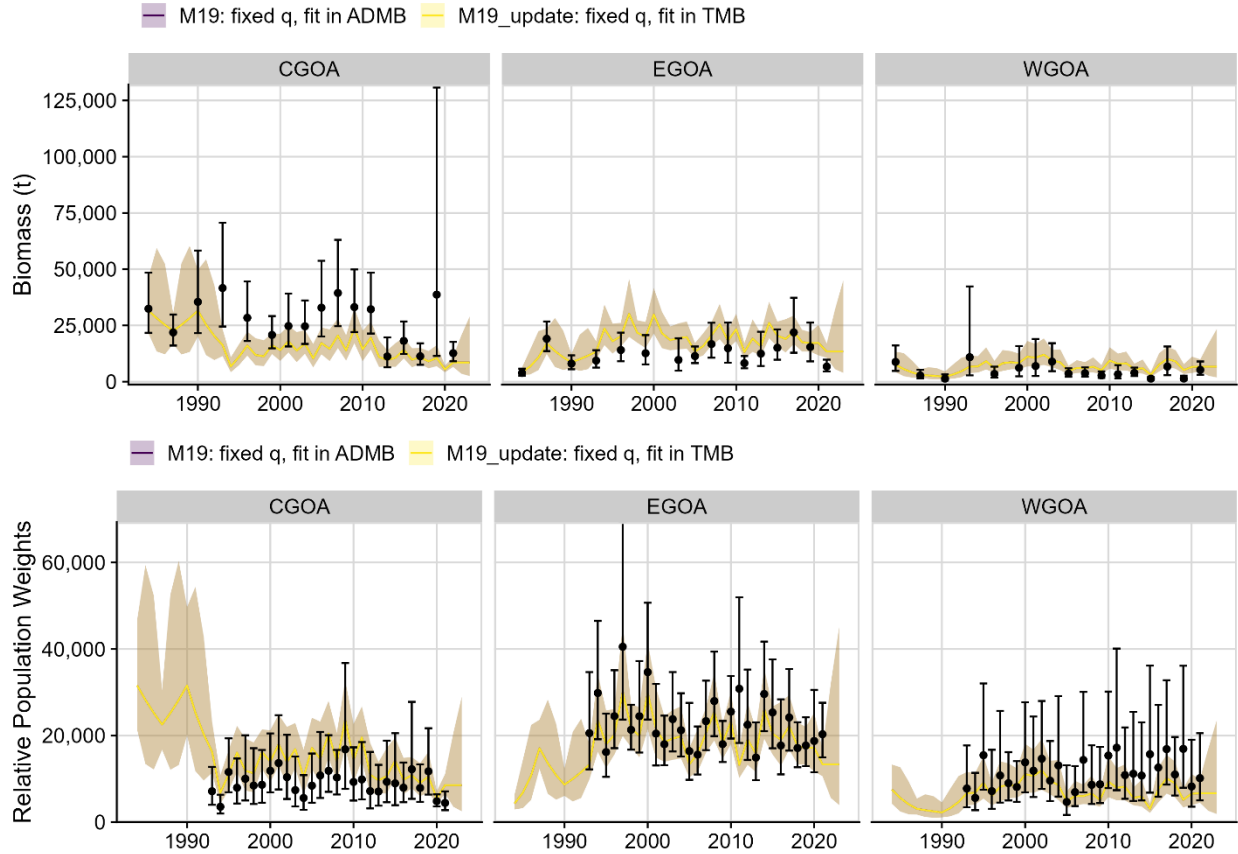 M19: fixed q, fit in ADMB M19_update: fixed q, fit in TMB
CGOA EGOA WGOA
Biomass (t)
125,000
100,000
75,000
50,000
25,000
0
1990 2000 2010 2020 1990 2000 2010 2020 1990 2000 2010 2020
M19: fixed q, fit in ADMB M19_update: fixed q, fit in TMB
CGOA EGOA WGOA
Relative Population Weights
60,000
40,000
20,000
0
1990 2000 2010 2020 1990 2000 2010 2020 1990 2000 2010 2020